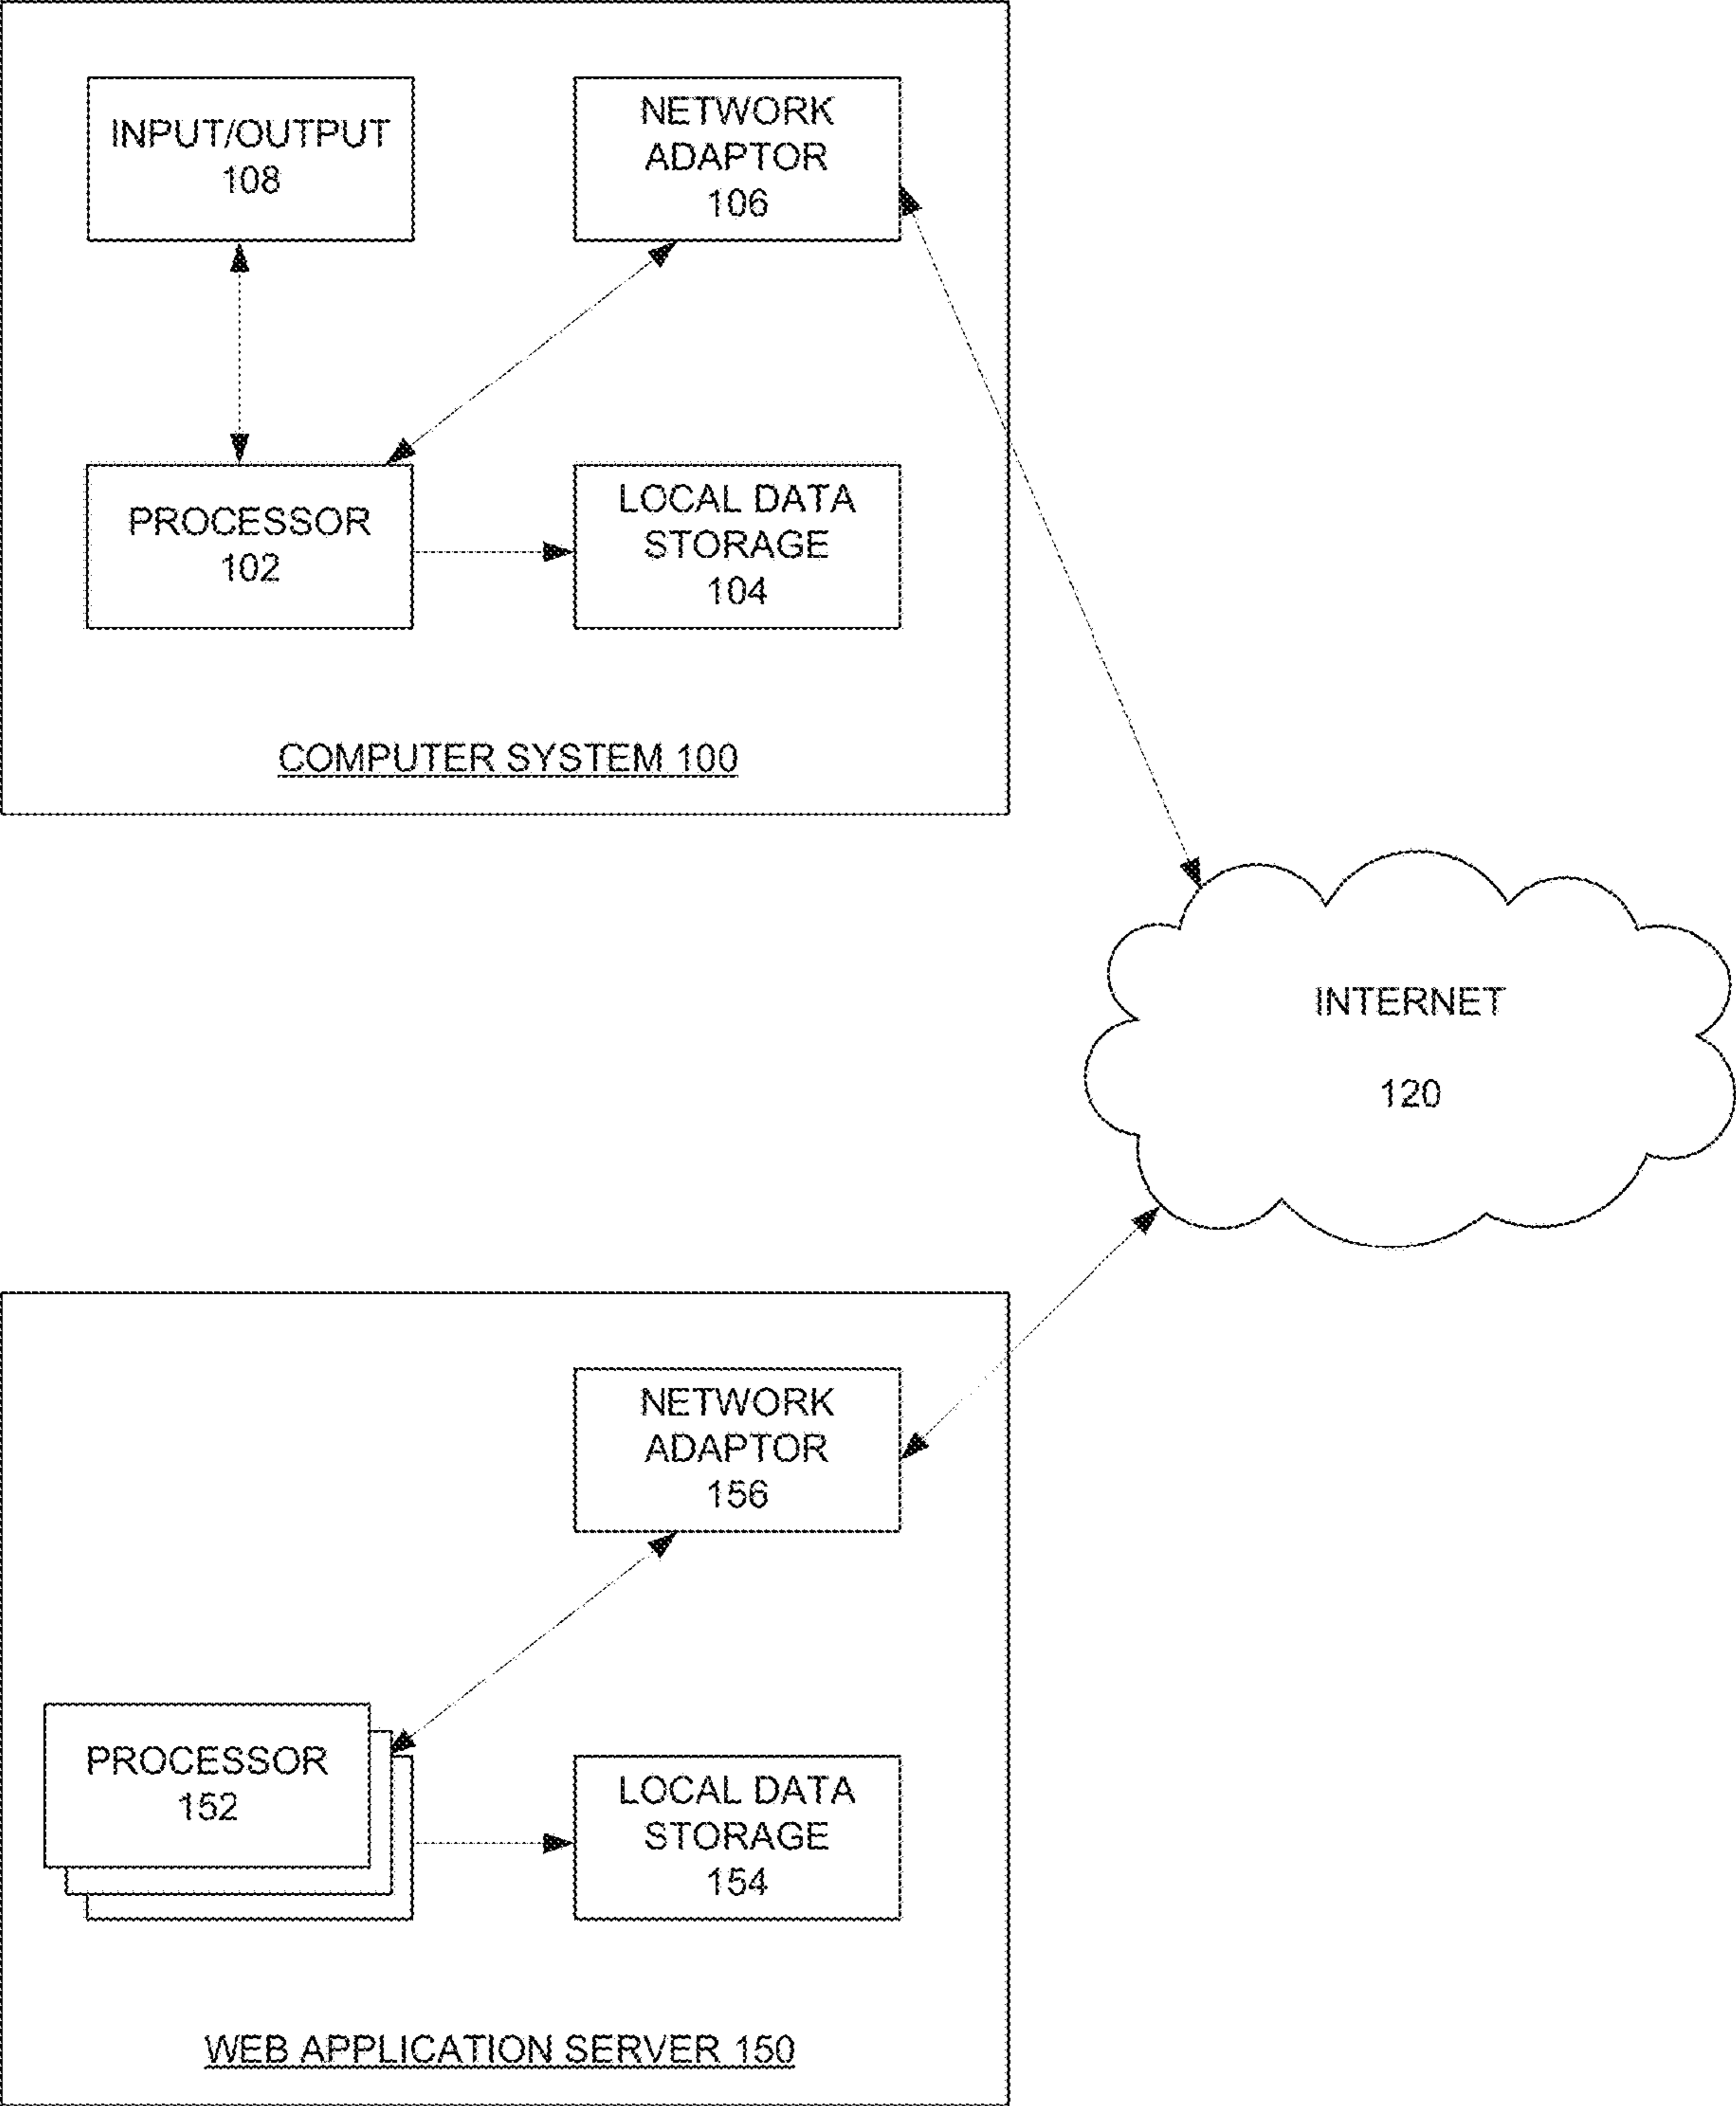 INPUT/OUTPUT
108
NETWORK
ADAPTOR
106
PROCESSOR
102
LOCAL DATA
STORAGE
104
COMPUTER SYSTEM 100
INTERNET
120
NETWORK
ADAPTOR
156
PROCESSOR
152
LOCAL DATA
STORAGE
154
WEB APPLICATION SERVER 150